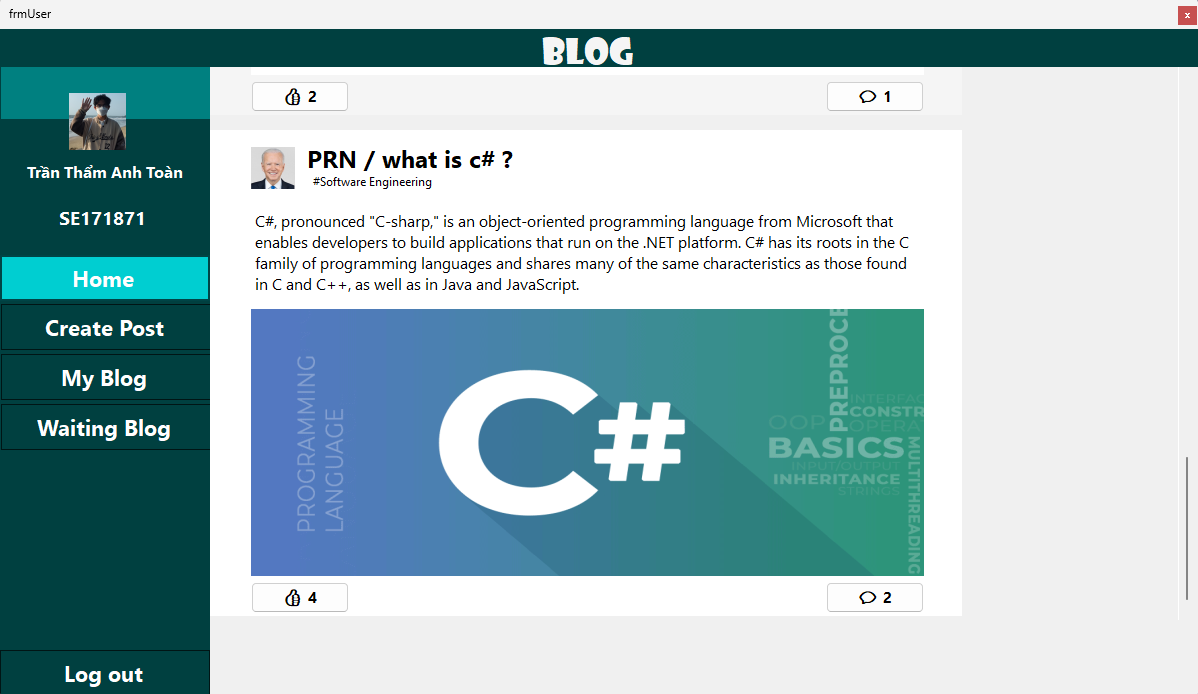 frmUser
x
BLOG
Trần Thẩm Anh Toàn
SE171871
Home
Create Post
My Blog
Waiting Blog
Log out
2
1
PRN / what is c# ?
#Software Engineering
C#, pronounced "C-sharp," is an object-oriented programming language from Microsoft that
enables developers to build applications that run on the .NET platform. C# has its roots in the C
family of programming languages and shares many of the same characteristics as those found
in C and C++, as well as in Java and JavaScript.
PROGRAMMING
LANGUAGE
C#
PREPROCE
INTERFAC
CONSTR
OOP
OPERATO
BASICS
INPUT/OUTPUT
INHERITANCE
STRINGS
MULTITHREADING
4
2